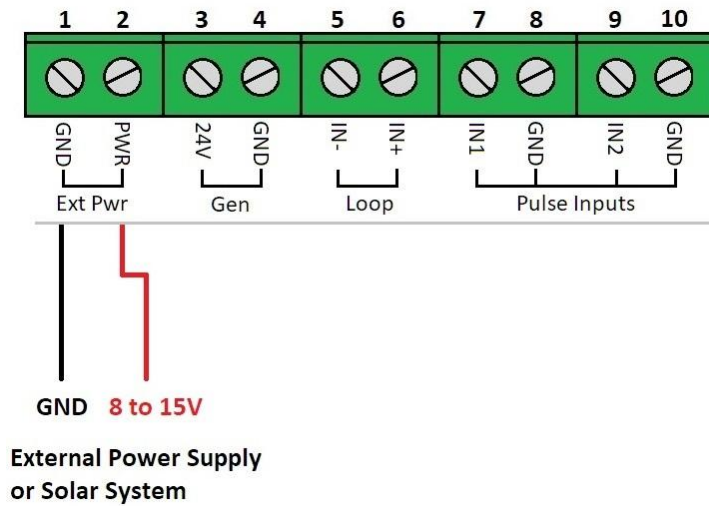 1 2 3 4 5 6 7 8 9 10
GND PWR 24V GND IN- IN+ IN1 GND IN2 GND
Ext Pwr Gen Loop Pulse Inputs
GND 8 to 15V
External Power Supply
or Solar System